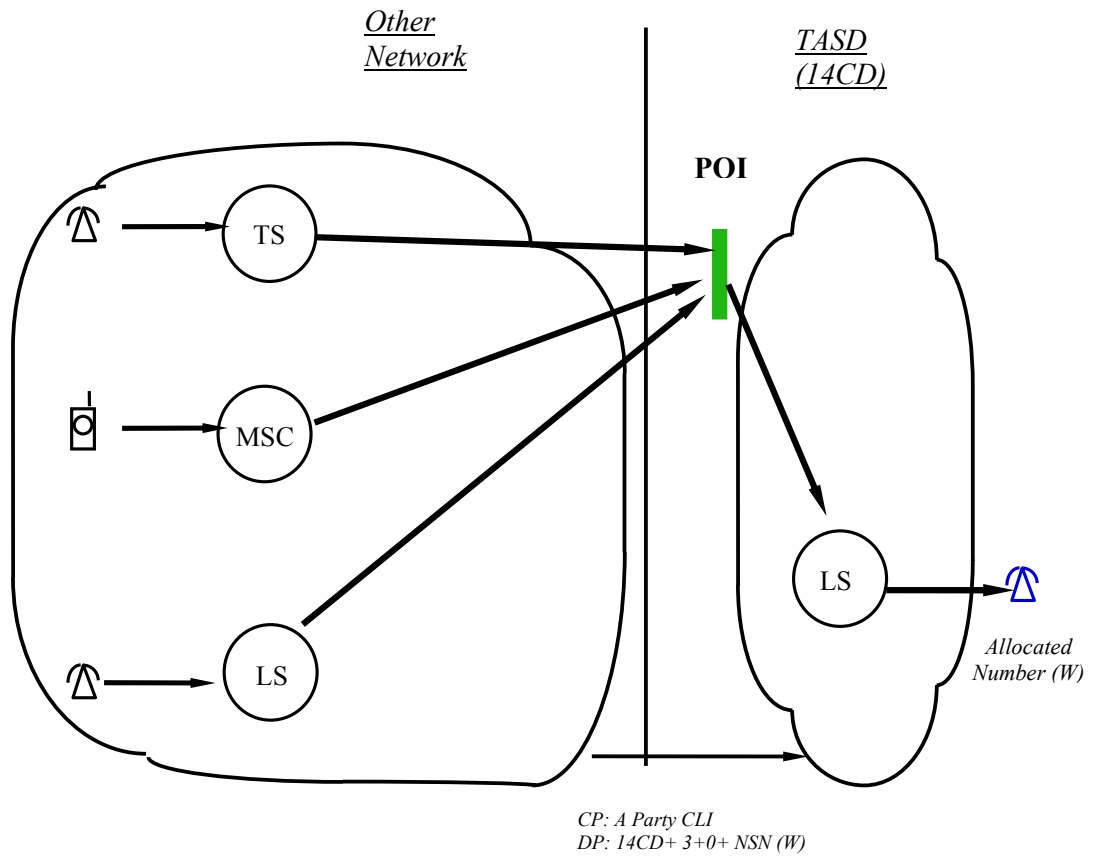 Other
Network
TASD
(14CD)
POI
TS
MSC
LS
LS
Allocated
Number (W)
CP: A Party CLI
DP: 14CD+ 3+0+ NSN (W)